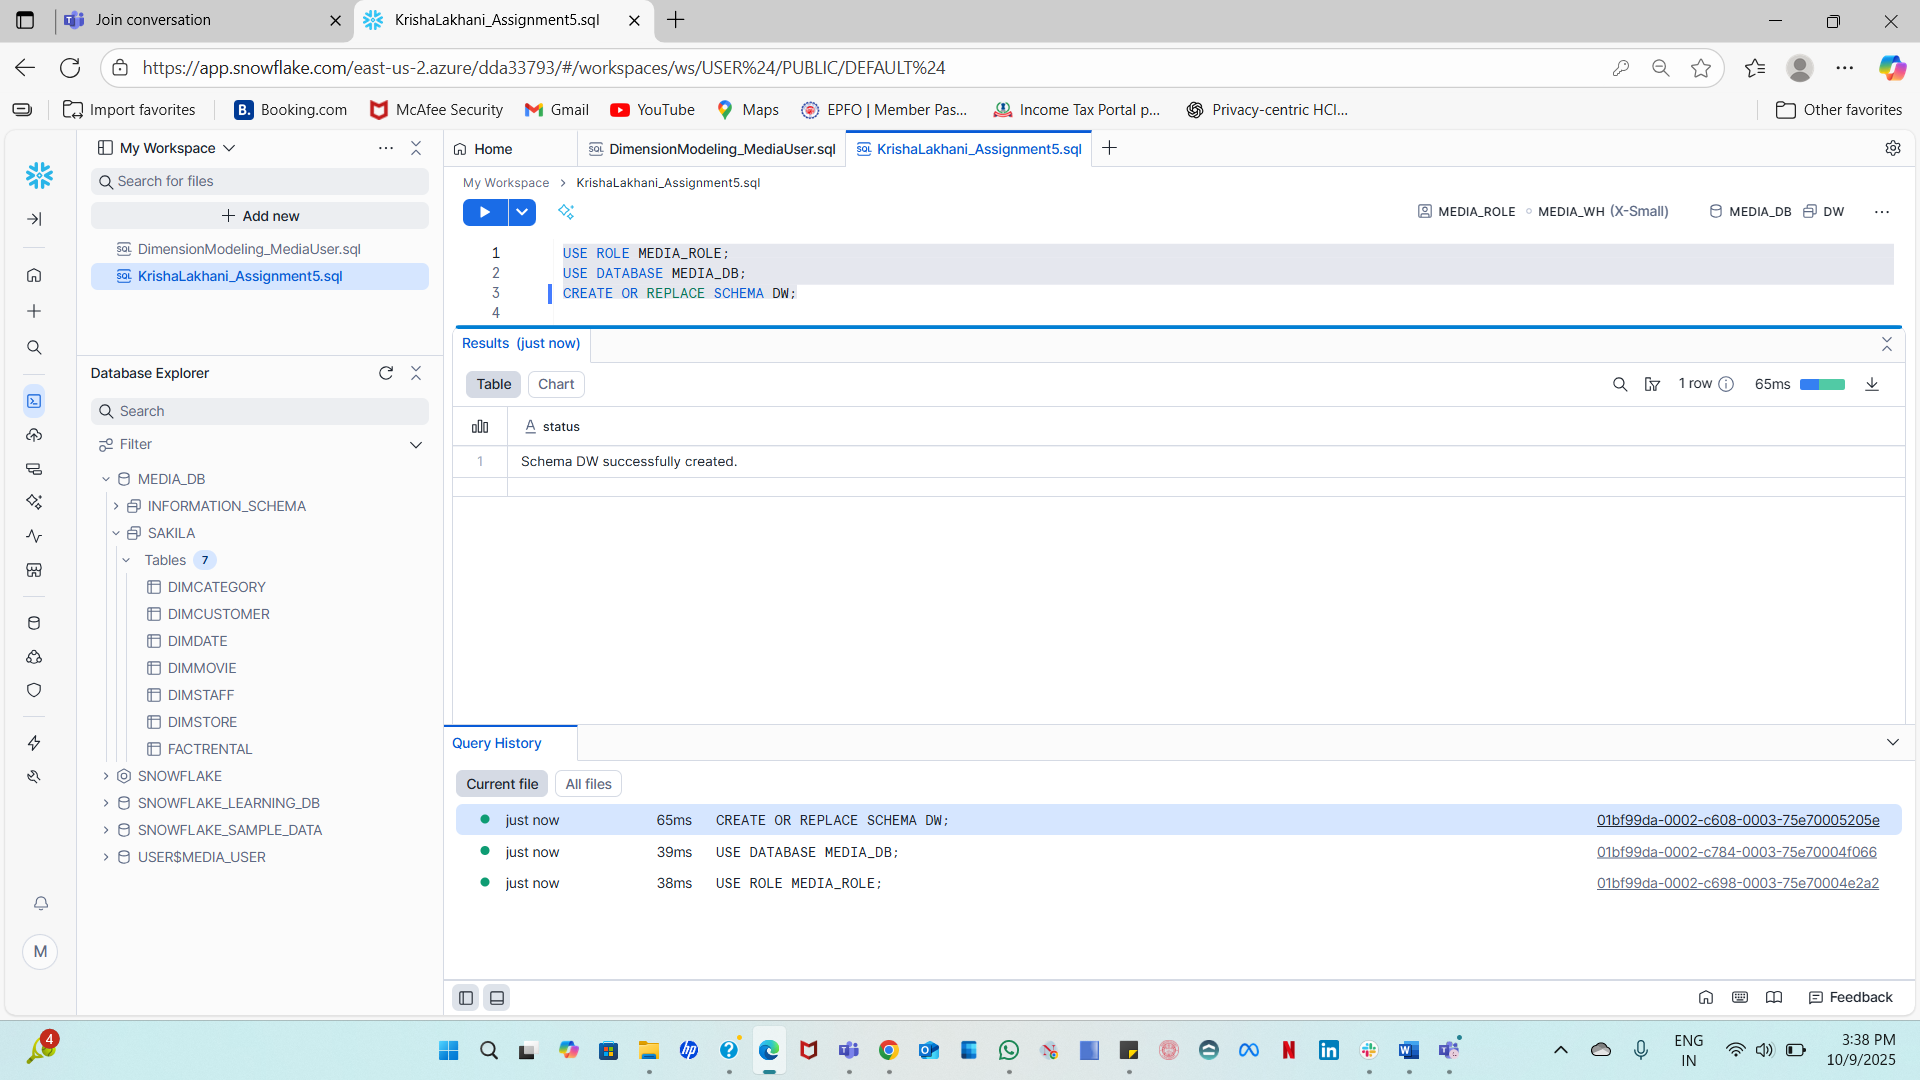 Join conversation
KrishaLakhani_Assignment5.sql
https://app.snowflake.com/east-us-2.azure/dda33793/#/workspaces/ws/USER%24/PUBLIC/DEFAULT%24
Import favorites
B.
Booking.com
McAfee Security
Gmail
YouTube
Maps
EPFO | Member Pas...
Income Tax Portal p...
Privacy-centric HCI...
Other favorites
My Workspace
Search for files
Add new
SQL DimensionModeling_MediaUser.sql
SQL KrishaLakhani_Assignment5.sql
Database Explorer
Search
Filter
MEDIA_DB
INFORMATION_SCHEMA
SAKILA
Tables 7
DIMCATEGORY
DIMCUSTOMER
DIMDATE
DIMMOVIE
DIMSTAFF
DIMSTORE
FACTRENTAL
SNOWFLAKE
SNOWFLAKE_LEARNING_DB
SNOWFLAKE_SAMPLE_DATA
USER$MEDIA_USER
M
Home
SQL DimensionModeling_MediaUser.sql
SQL KrishaLakhani_Assignment5.sql
My Workspace > KrishaLakhani_Assignment5.sql
MEDIA_ROLE
MEDIA_WH (X-Small)
MEDIA_DB
DW
1 USE ROLE MEDIA_ROLE;
2 USE DATABASE MEDIA_DB;
3 CREATE OR REPLACE SCHEMA DW;
4
Results (just now)
Table
Chart
1 row
65ms
A status
1 Schema DW successfully created.
Query History
Current file
All files
just now 65ms CREATE OR REPLACE SCHEMA DW; 01bf99da-0002-c608-0003-75e70005205e
just now 39ms USE DATABASE MEDIA_DB; 01bf99da-0002-c784-0003-75e70004f066
just now 38ms USE ROLE MEDIA_ROLE; 01bf99da-0002-c698-0003-75e70004e2a2
Feedback
4
ENG
IN
3:38 PM
10/9/2025